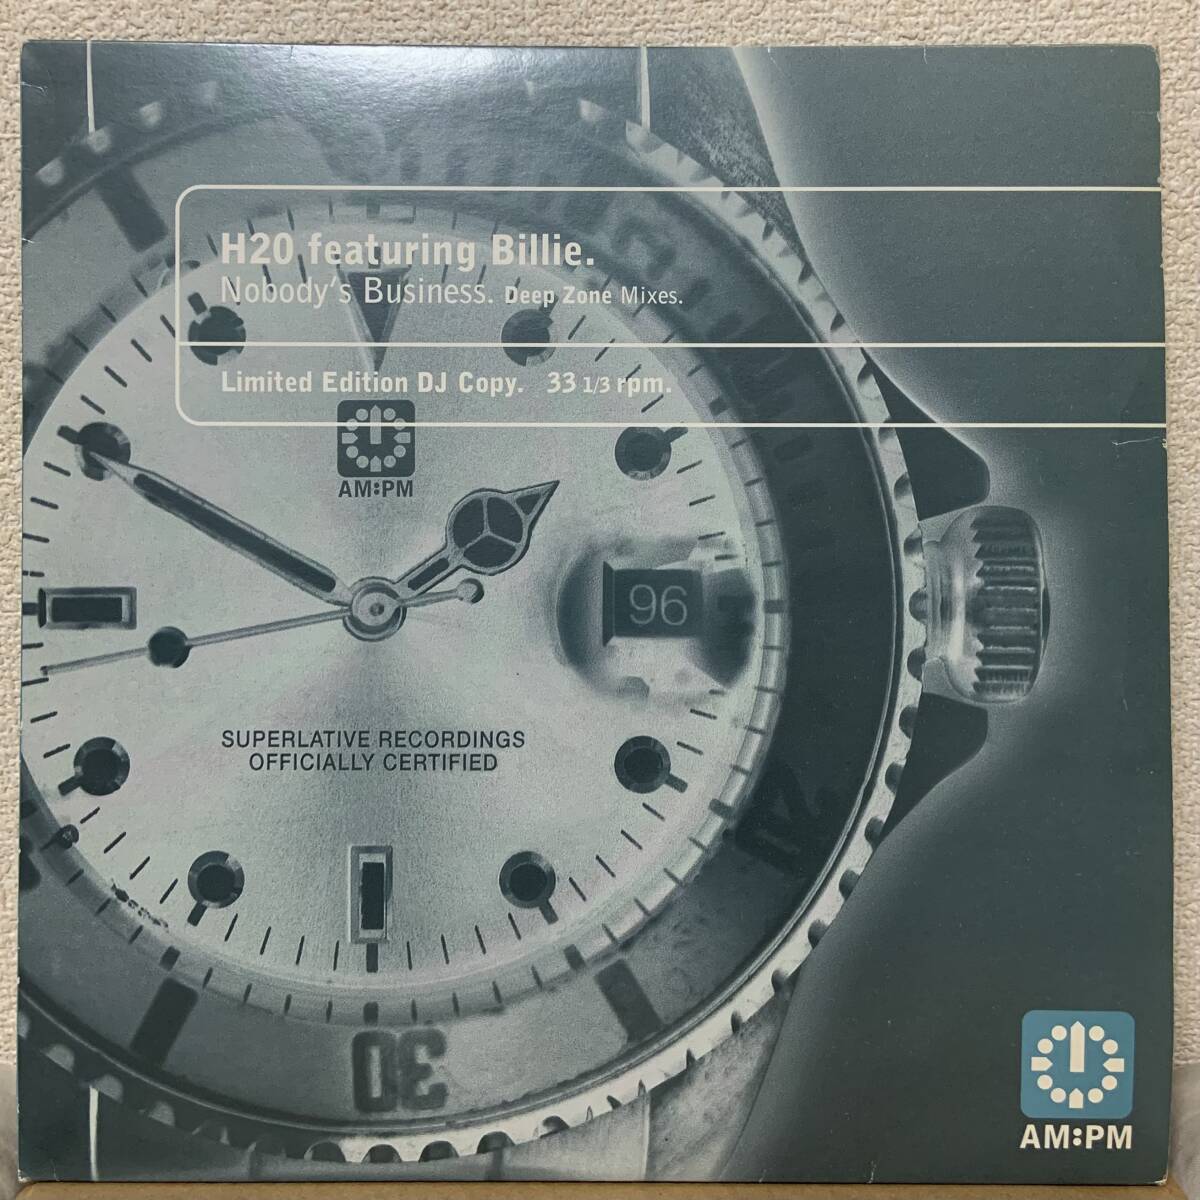 H20 featuring Billie.
Nobody's Business. Deep Zone Mixes.
Limited Edition DJ Copy. 33 1/3 rpm.
AM:PM
96
SUPERLATIVE RECORDINGS
OFFICIALLY CERTIFIED
30
AM:PM